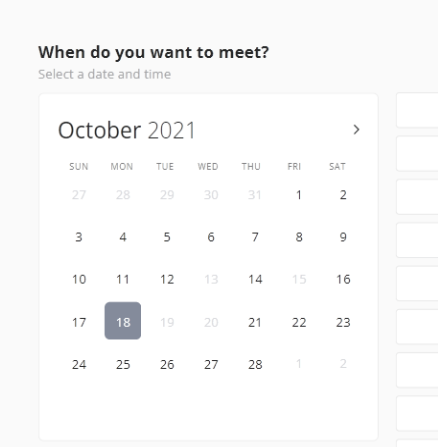 When do you want to meet?
Select a date and time
October 2021
SUN MON TUE WED THU FRI SAT
27 28 29 30 31 1 2
3 4 5 6 7 8 9
10 11 12 13 14 15 16
17 18 19 20 21 22 23
24 25 26 27 28 1 2